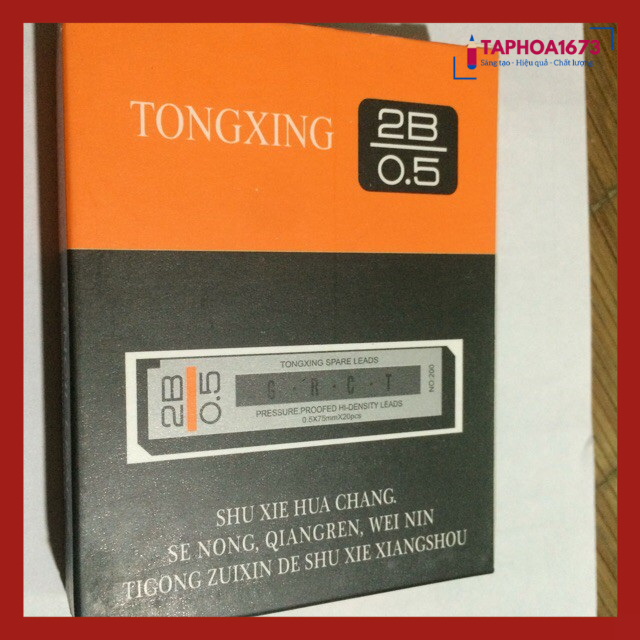 TAPHOA1673
Sáng tạo - Hiệu quả - Chất lượng
TONGXING
2B
0.5
2B
0.5
TONGXING SPARE LEADS
G · R · C · T
PRESSURE PROOFED HI-DENSITY LEADS
0.5X75mmX20pcs
NO 200
SHU XIE HUA CHANG.
SE NONG, QIANGREN, WEI NIN
TIGONG ZUIXIN DE SHU XIE XIANGSHOU